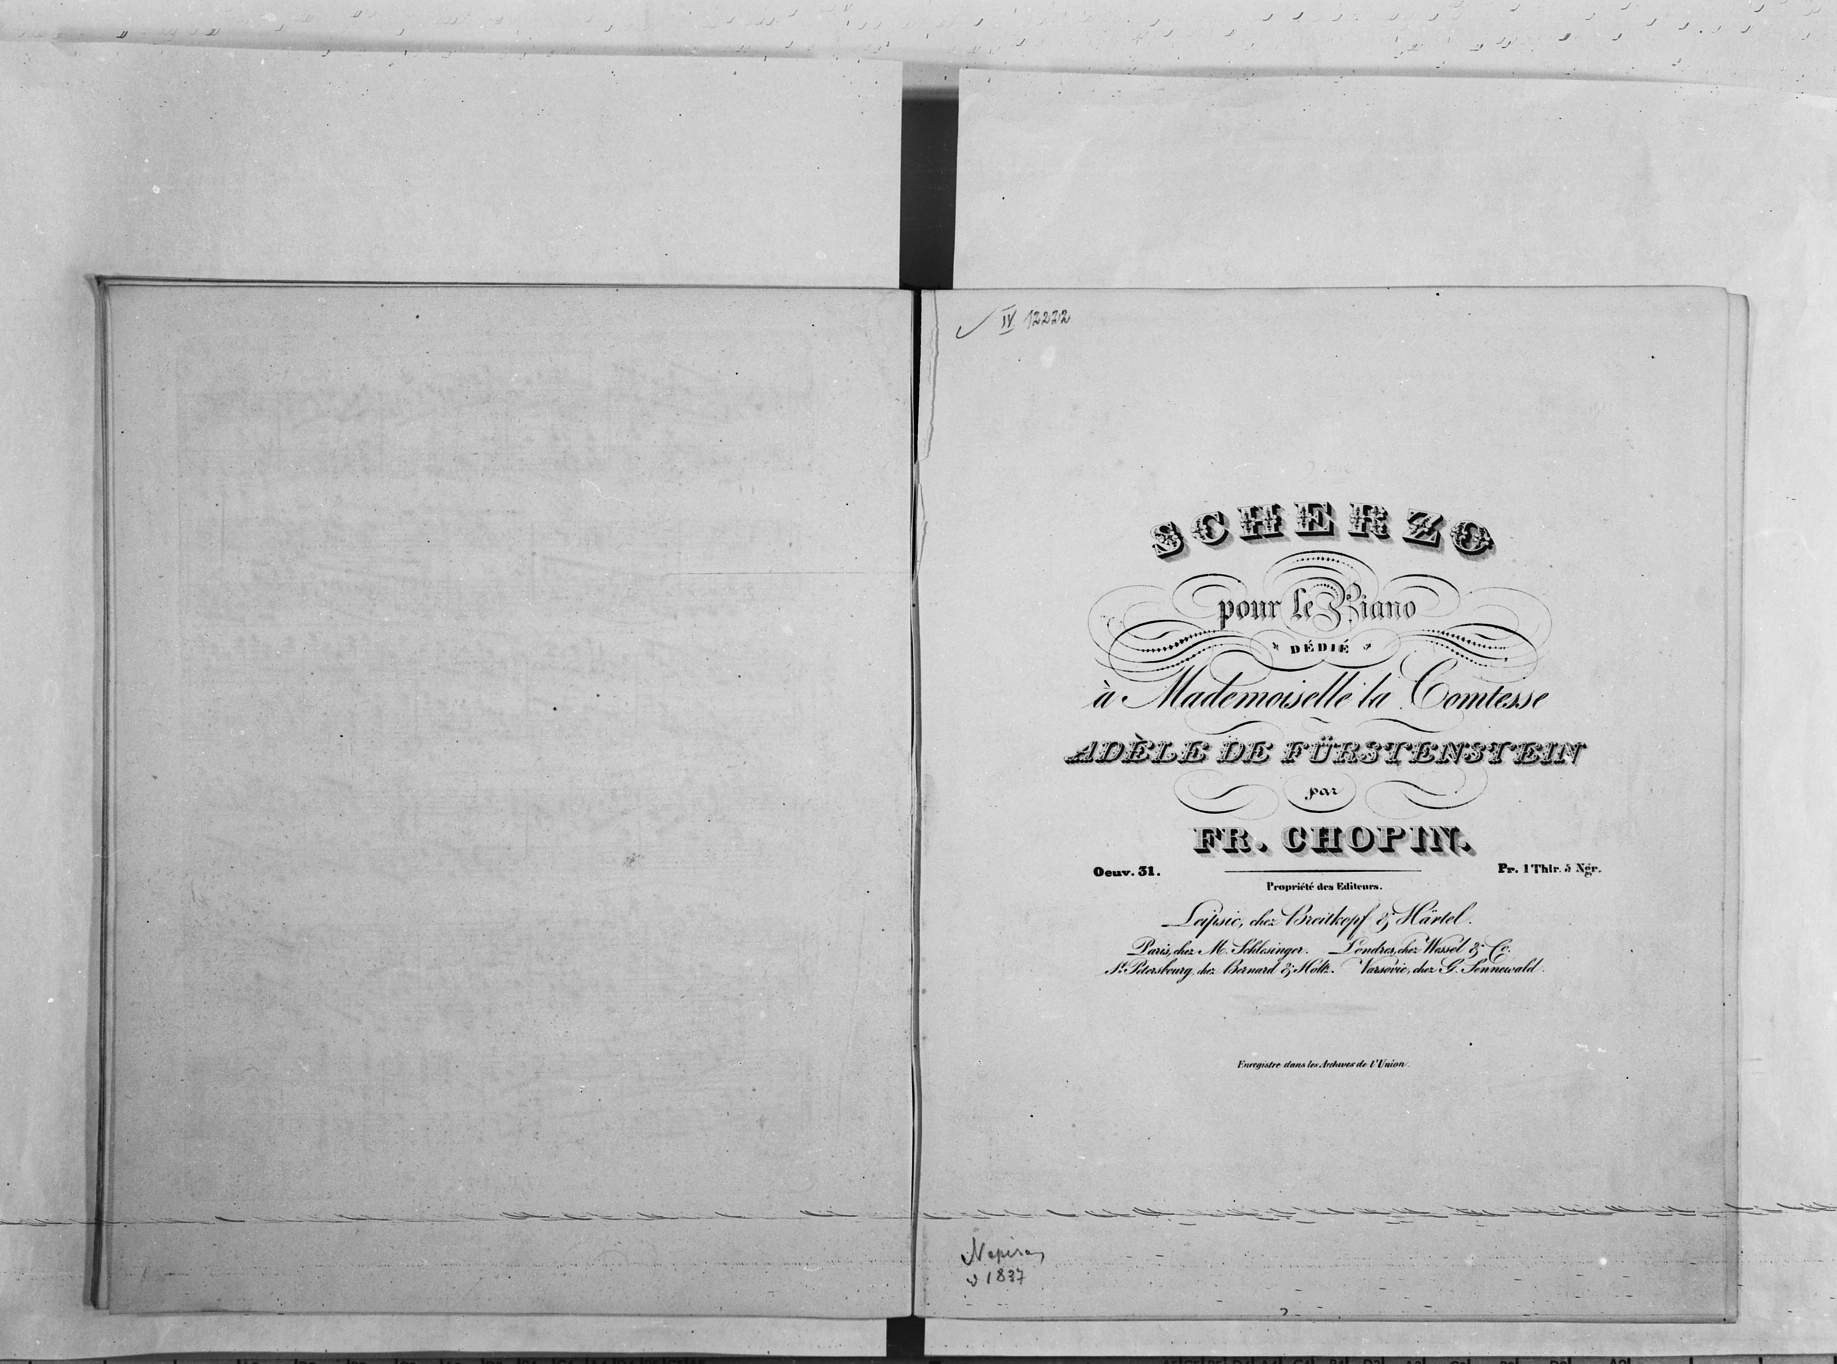 IV 12222
SCHERZO
pour le Piano
DÉDIÉ
à Mademoiselle la Comtesse
ADÈLE DE FÜRSTENSTEIN
par
FR. CHOPIN.
Oeuv. 31.
Pr. 1 Thlr. 5 Ngr.
Propriété des Editeurs.
Leipsic, chez Breitkopf & Härtel.
Paris, chez M. Schlesinger. Londres, chez Wessel & Co.
St. Pétersbourg, chez Bernard & Holtz. Varsovie, chez G. Sennewald.
Enregistré dans les Archives de l'Union.
1837